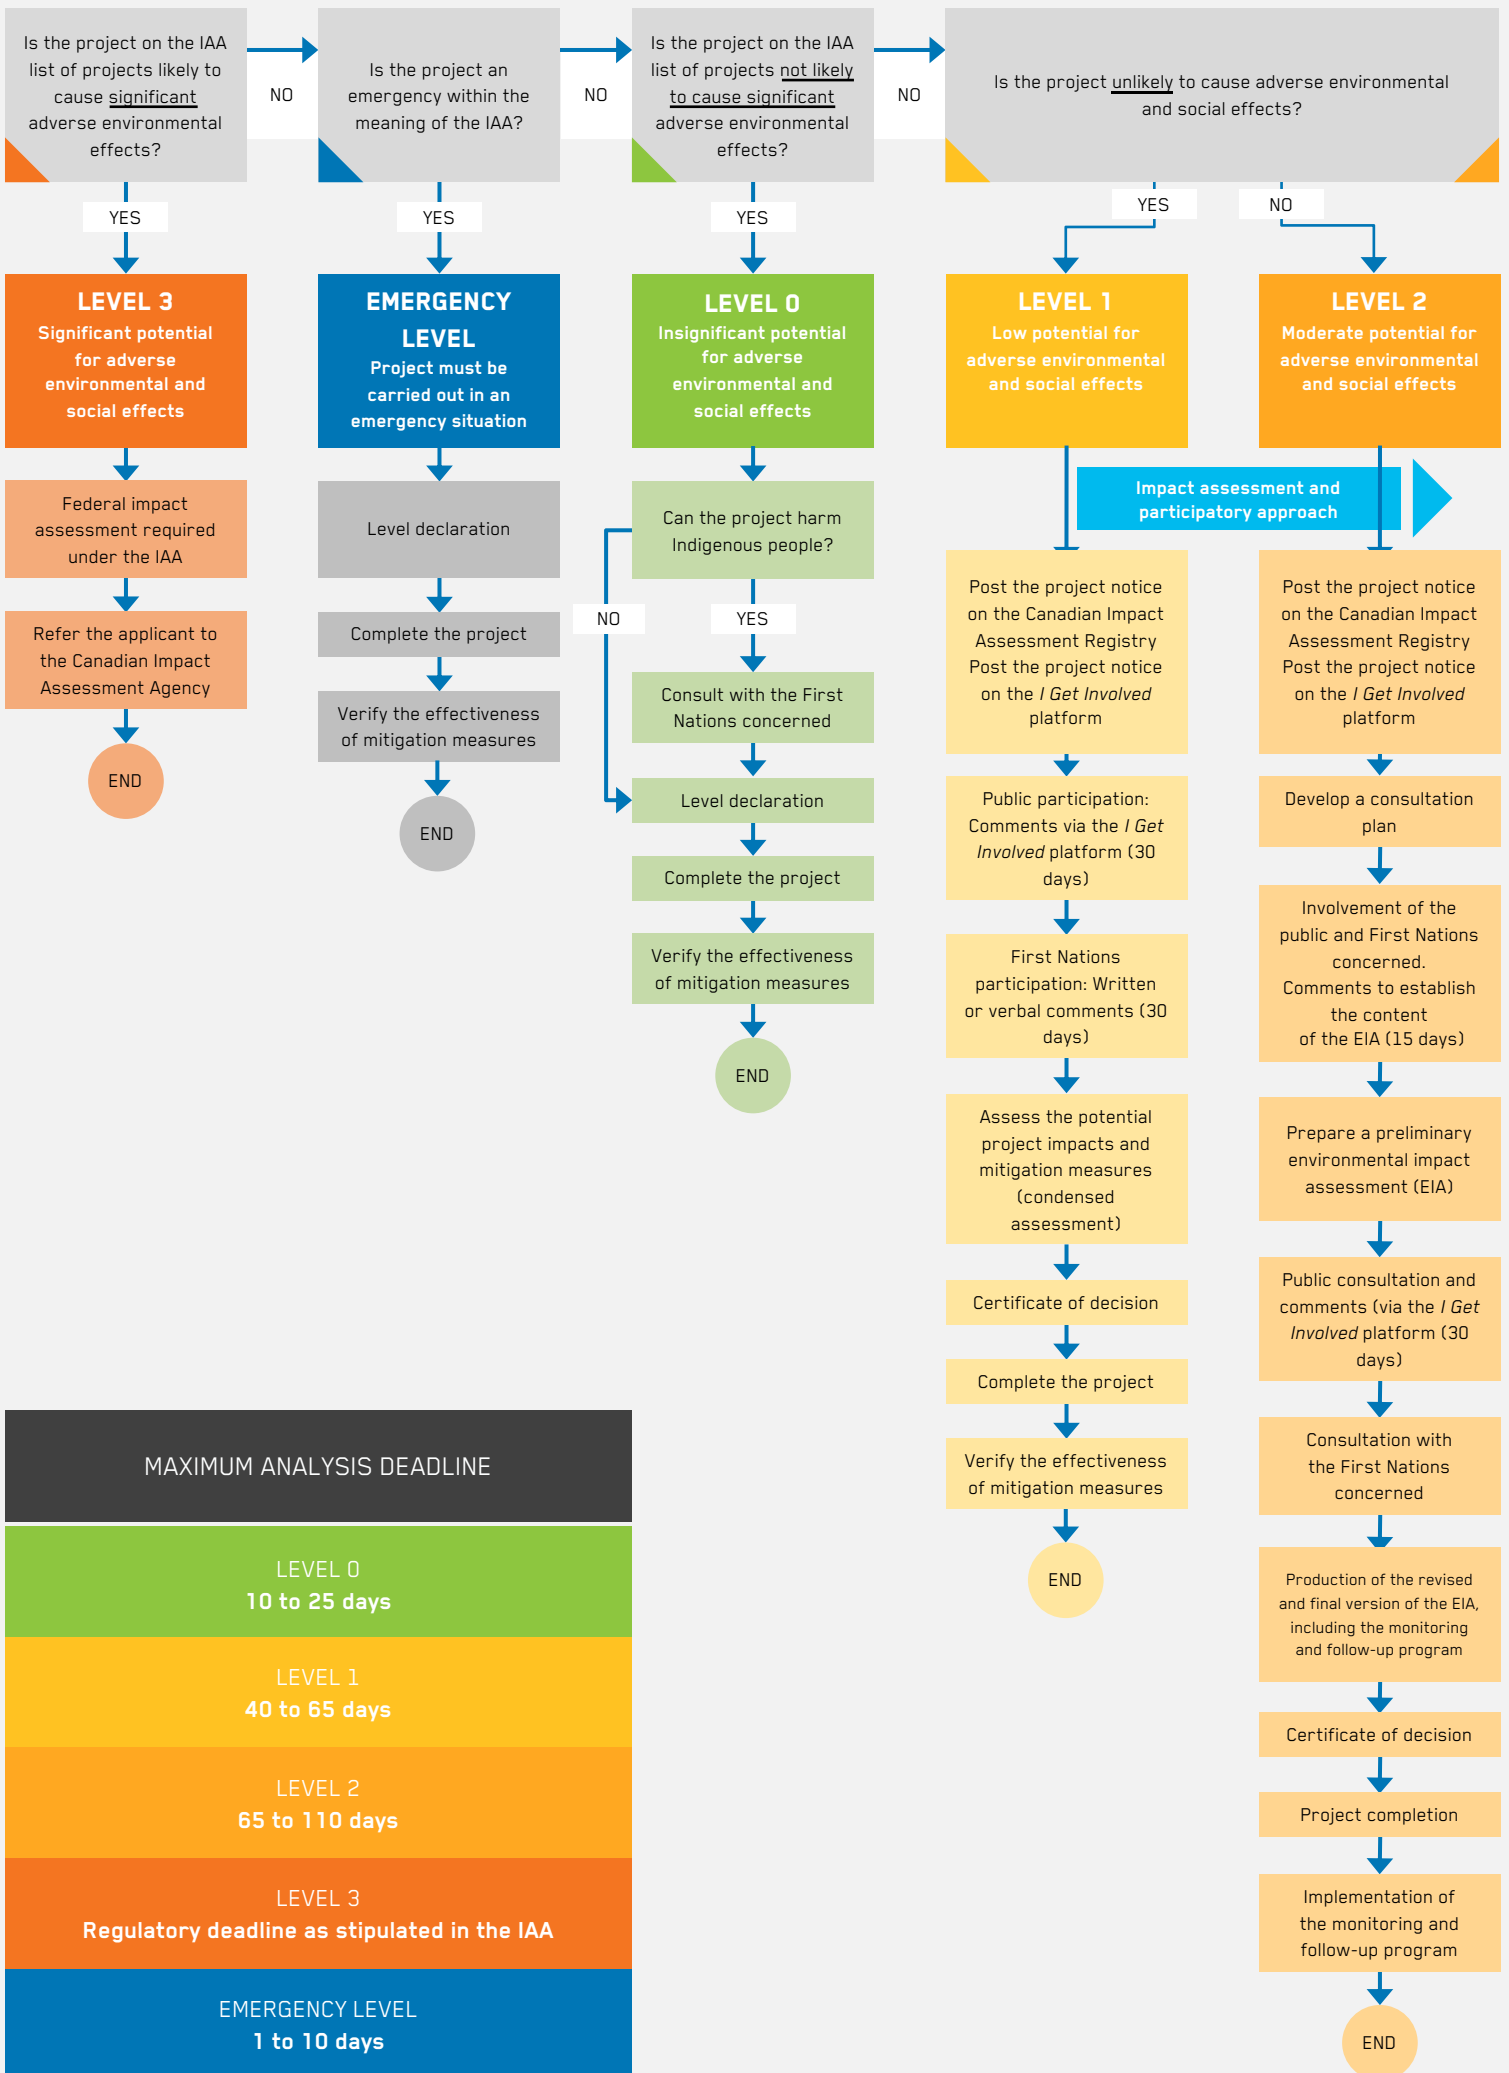 Is the project on the IAA
list of projects likely to
cause significant
adverse environmental
effects?
NO
Is the project an
emergency within the
meaning of the IAA?
NO
Is the project on the IAA
list of projects not likely
to cause significant
adverse environmental
effects?
NO
Is the project unlikely to cause adverse environmental
and social effects?
YES
YES
YES
YES
NO
LEVEL 3
Significant potential
for adverse
environmental and
social effects
EMERGENCY
LEVEL
Project must be
carried out in an
emergency situation
LEVEL 0
Insignificant potential
for adverse
environmental and
social effects
LEVEL 1
Low potential for
adverse environmental
and social effects
LEVEL 2
Moderate potential for
adverse environmental
and social effects
Impact assessment and
participatory approach
Federal impact
assessment required
under the IAA
Refer the applicant to
the Canadian Impact
Assessment Agency
END
Level declaration
Complete the project
Verify the effectiveness
of mitigation measures
END
Can the project harm
Indigenous people?
NO
YES
Consult with the First
Nations concerned
Level declaration
Complete the project
Verify the effectiveness
of mitigation measures
END
Post the project notice
on the Canadian Impact
Assessment Registry
Post the project notice
on the I Get Involved
platform
Public participation:
Comments via the I Get
Involved platform (30
days)
First Nations
participation: Written
or verbal comments (30
days)
Assess the potential
project impacts and
mitigation measures
(condensed
assessment)
Certificate of decision
Complete the project
Verify the effectiveness
of mitigation measures
END
Post the project notice
on the Canadian Impact
Assessment Registry
Post the project notice
on the I Get Involved
platform
Develop a consultation
plan
Involvement of the
public and First Nations
concerned.
Comments to establish
the content
of the EIA (15 days)
Prepare a preliminary
environmental impact
assessment (EIA)
Public consultation and
comments (via the I Get
Involved platform (30
days)
Consultation with
the First Nations
concerned
Production of the revised
and final version of the EIA,
including the monitoring
and follow-up program
Certificate of decision
Project completion
Implementation of
the monitoring and
follow-up program
END
MAXIMUM ANALYSIS DEADLINE
LEVEL 0
10 to 25 days
LEVEL 1
40 to 65 days
LEVEL 2
65 to 110 days
LEVEL 3
Regulatory deadline as stipulated in the IAA
EMERGENCY LEVEL
1 to 10 days